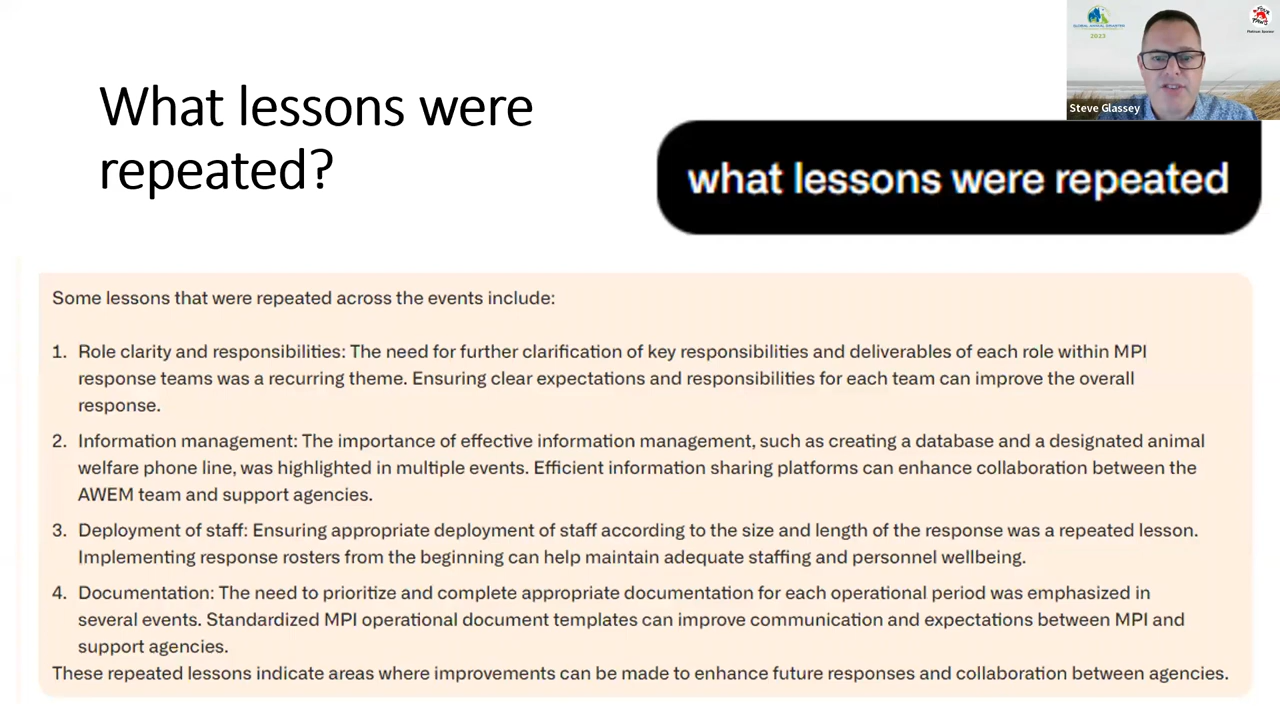 What lessons were
repeated?
GLOBAL ANIMAL DISASTER
2023
Platinum Sponsor
Steve Glassey
what lessons were repeated
Some lessons that were repeated across the events include:
1. Role clarity and responsibilities: The need for further clarification of key responsibilities and deliverables of each role within MPI
response teams was a recurring theme. Ensuring clear expectations and responsibilities for each team can improve the overall
response.
2. Information management: The importance of effective information management, such as creating a database and a designated animal
welfare phone line, was highlighted in multiple events. Efficient information sharing platforms can enhance collaboration between the
AWEM team and support agencies.
3. Deployment of staff: Ensuring appropriate deployment of staff according to the size and length of the response was a repeated lesson.
Implementing response rosters from the beginning can help maintain adequate staffing and personnel wellbeing.
4. Documentation: The need to prioritize and complete appropriate documentation for each operational period was emphasized in
several events. Standardized MPI operational document templates can improve communication and expectations between MPI and
support agencies.
These repeated lessons indicate areas where improvements can be made to enhance future responses and collaboration between agencies.